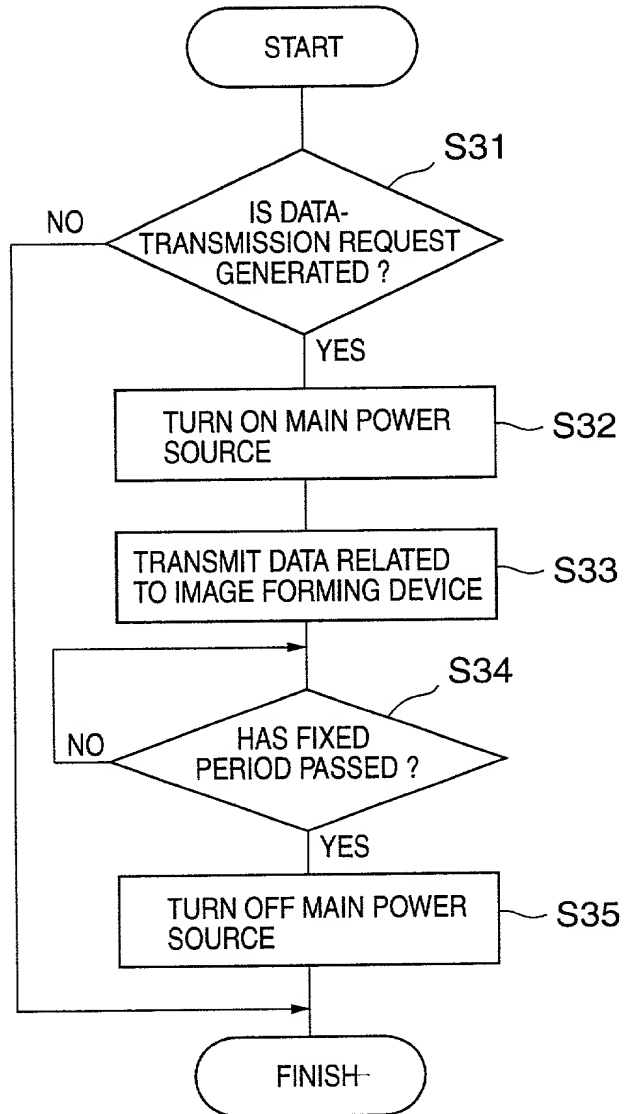 START
S31
NO
IS DATA-
TRANSMISSION REQUEST
GENERATED ?
YES
TURN ON MAIN POWER
SOURCE
S32
TRANSMIT DATA RELATED
TO IMAGE FORMING DEVICE
S33
S34
NO
HAS FIXED
PERIOD PASSED ?
YES
TURN OFF MAIN POWER
SOURCE
S35
FINISH